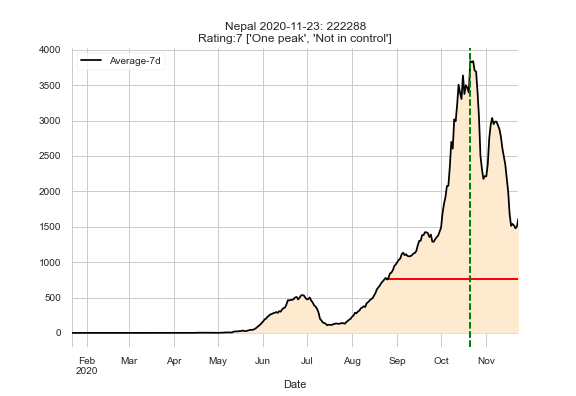 Nepal 2020-11-23: 222288
Rating:7 ['One peak', 'Not in control']
4000
Average-7d
3500
3000
2500
2000
1500
1000
500
0
Feb Mar Apr May Jun Jul Aug Sep Oct Nov
2020
Date